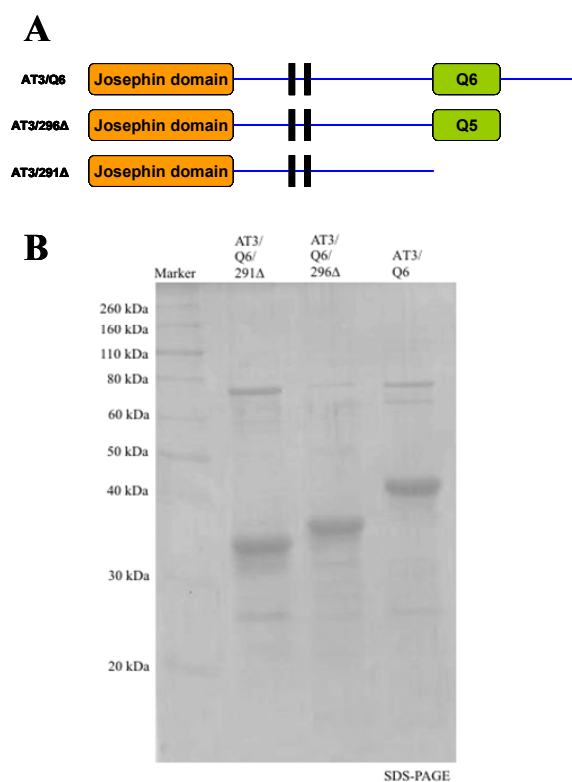 A
AT3/Q6 Josephin domain Q6
AT3/296Δ Josephin domain Q5
AT3/291Δ Josephin domain
B
Marker
AT3/
Q6/
291Δ
AT3/
Q6/
296Δ
AT3/
Q6
260 kDa
160 kDa
110 kDa
80 kDa
60 kDa
50 kDa
40 kDa
30 kDa
20 kDa
SDS-PAGE